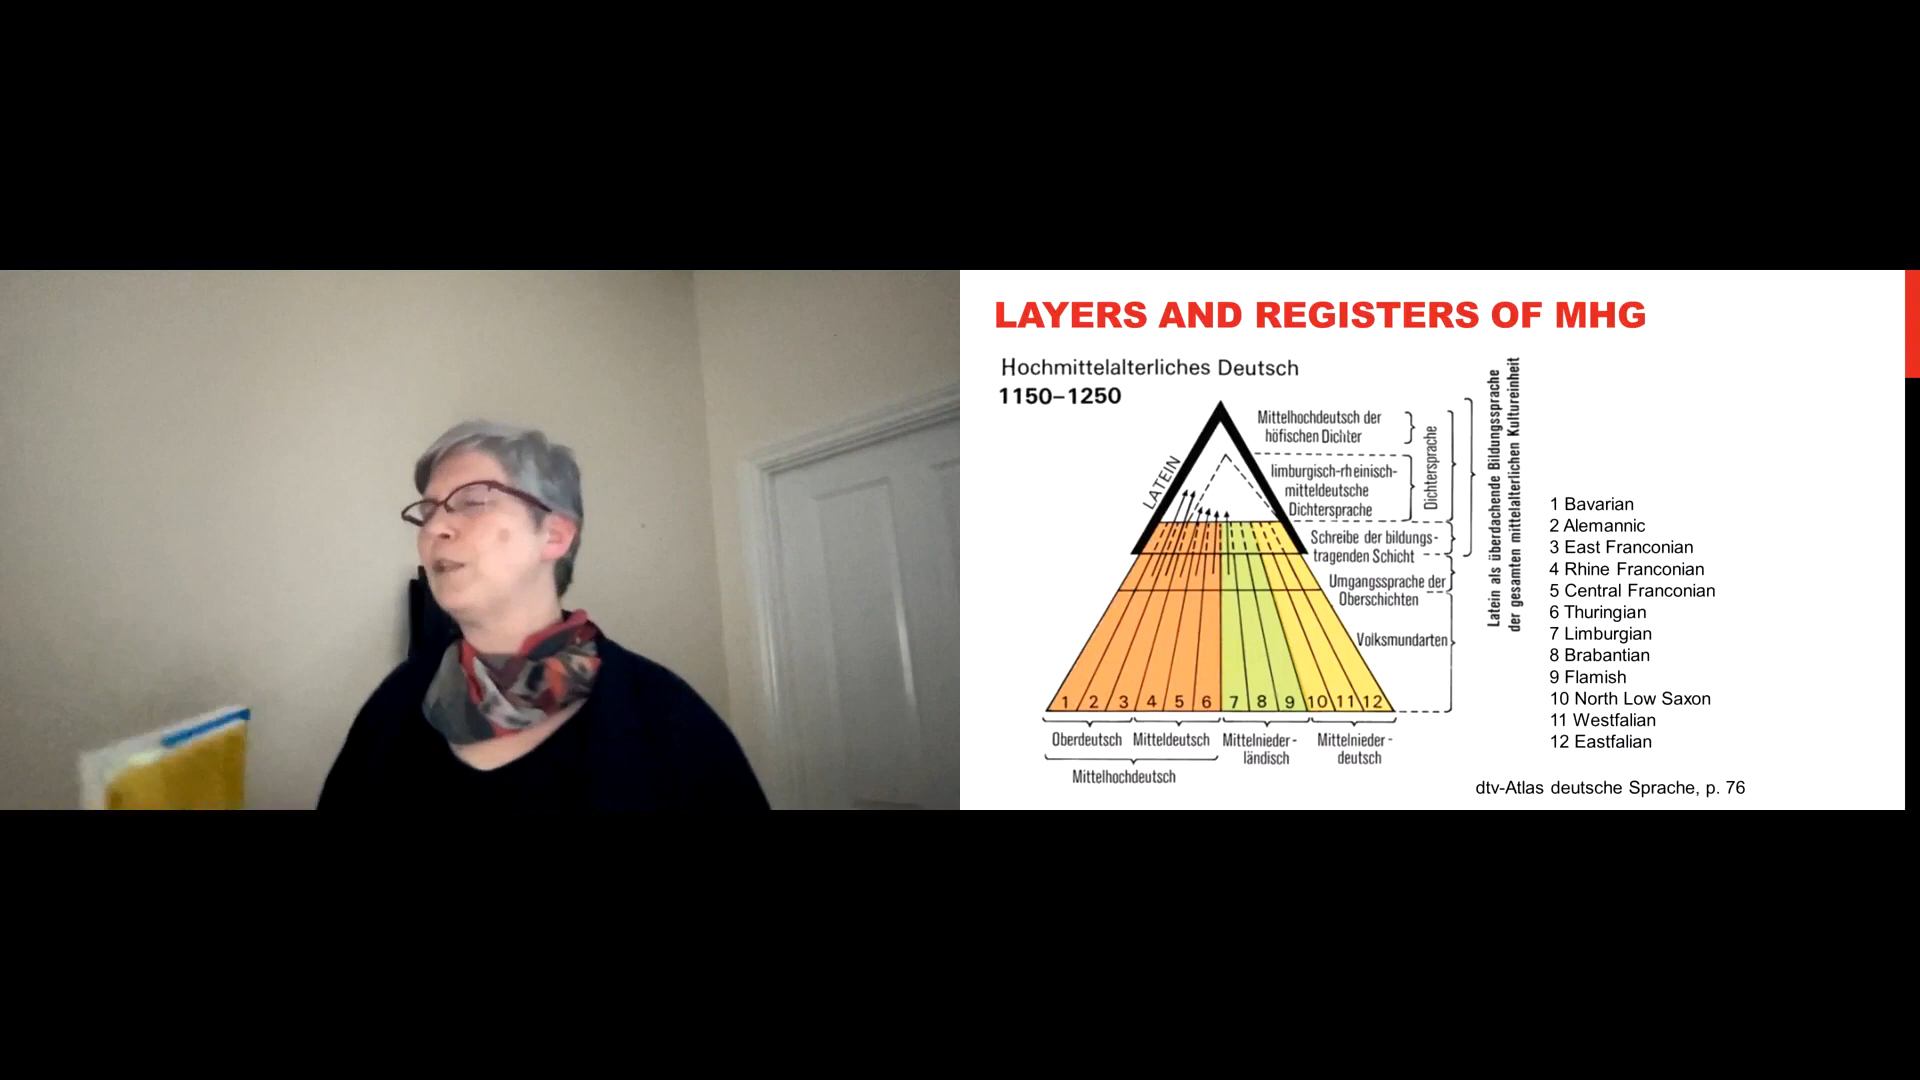 LAYERS AND REGISTERS OF MHG
Hochmittelalterliches Deutsch
1150–1250
LATEIN
Mittelhochdeutsch der
höfischen Dichter
limburgisch-rheinisch-
mitteldeutsche
Dichtersprache
Dichtersprache
Schreibe der bildungs-
tragenden Schicht
Umgangssprache der
Oberschichten
Volksmundarten
Latein als überdachende Bildungssprache
der gesamten mittelalterlichen Kultureinheit
1 2 3 4 5 6 7 8 9 10 11 12
Oberdeutsch Mitteldeutsch Mittelnieder- Mittelnieder-
ländisch deutsch
Mittelhochdeutsch
1 Bavarian
2 Alemannic
3 East Franconian
4 Rhine Franconian
5 Central Franconian
6 Thuringian
7 Limburgian
8 Brabantian
9 Flamish
10 North Low Saxon
11 Westfalian
12 Eastfalian
dtv-Atlas deutsche Sprache, p. 76